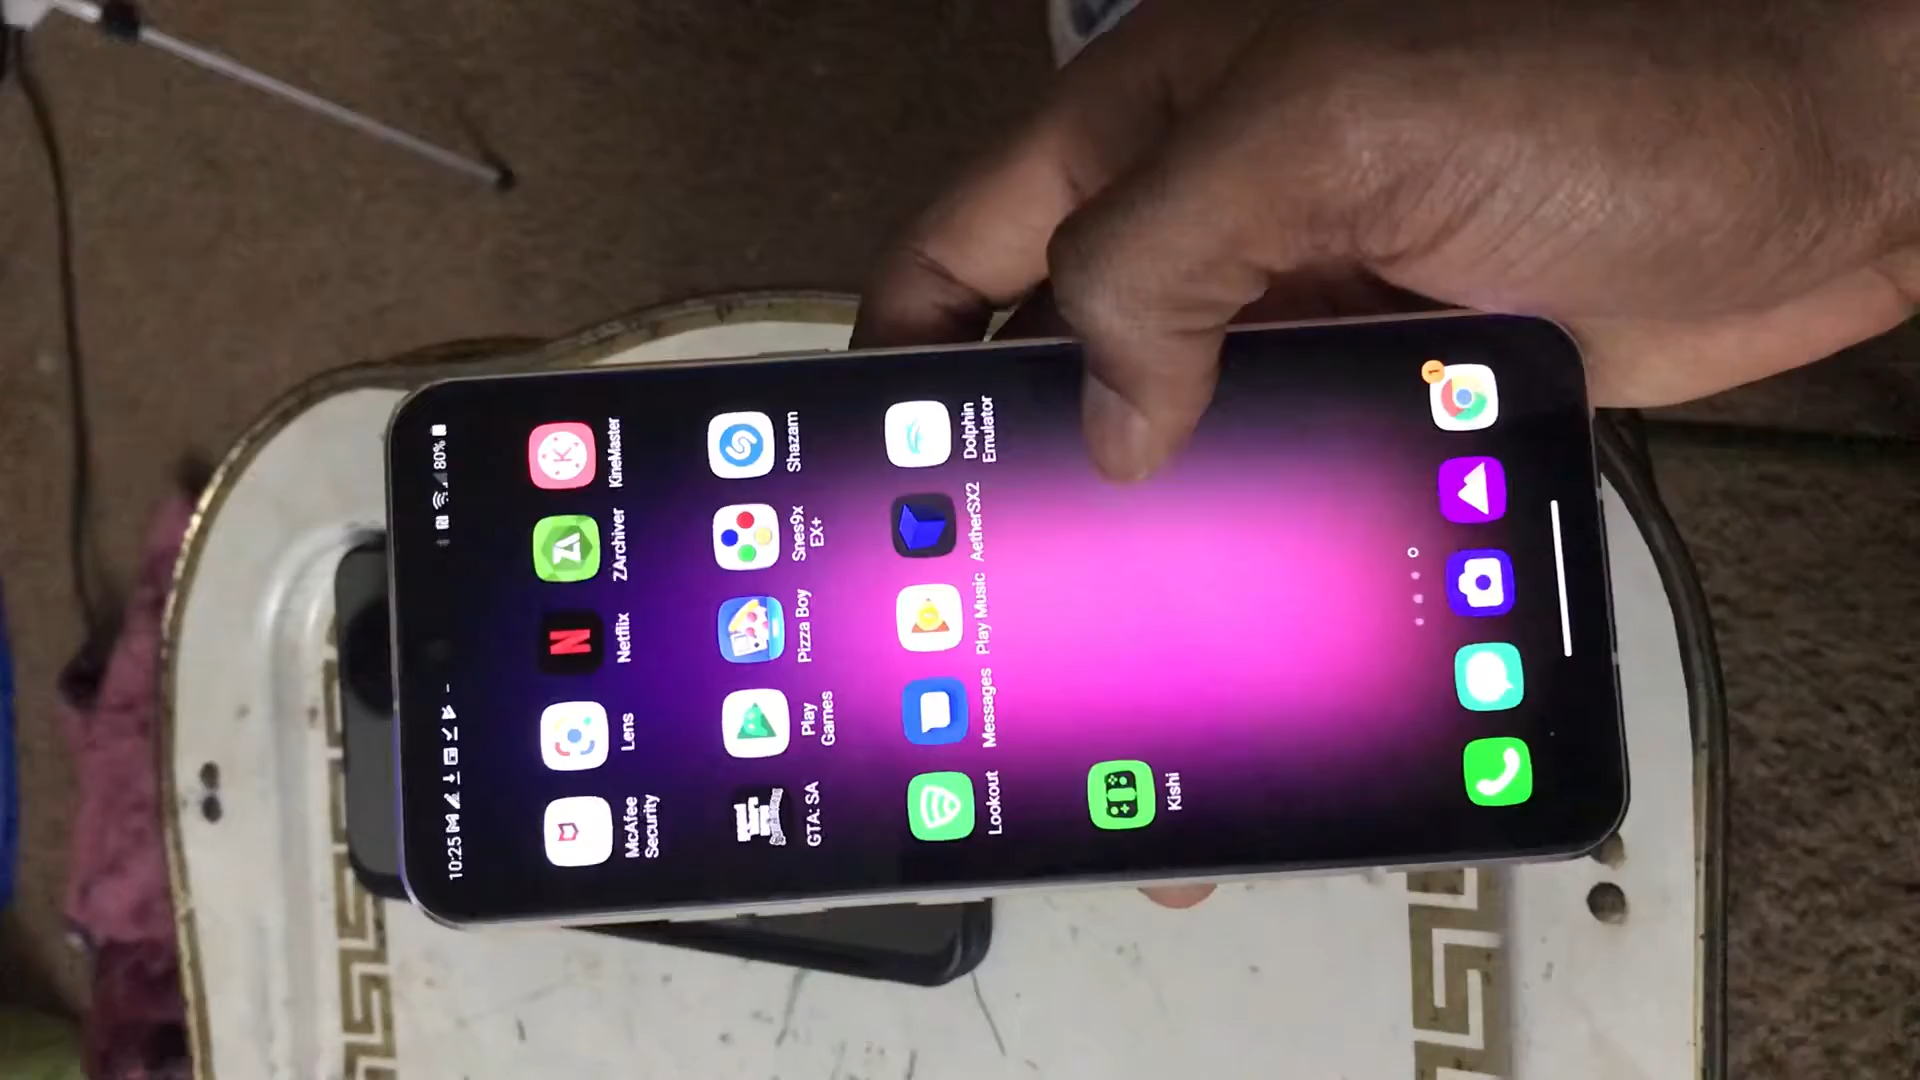 10:25
80%
McAfee
Security
Lens
Netflix
ZArchiver
KineMaster
GTA: SA
Play
Games
Pizza Boy
Snes9x
EX+
Shazam
Lookout
Messages
Play Music
AetherSX2
Dolphin
Emulator
Kishi
1